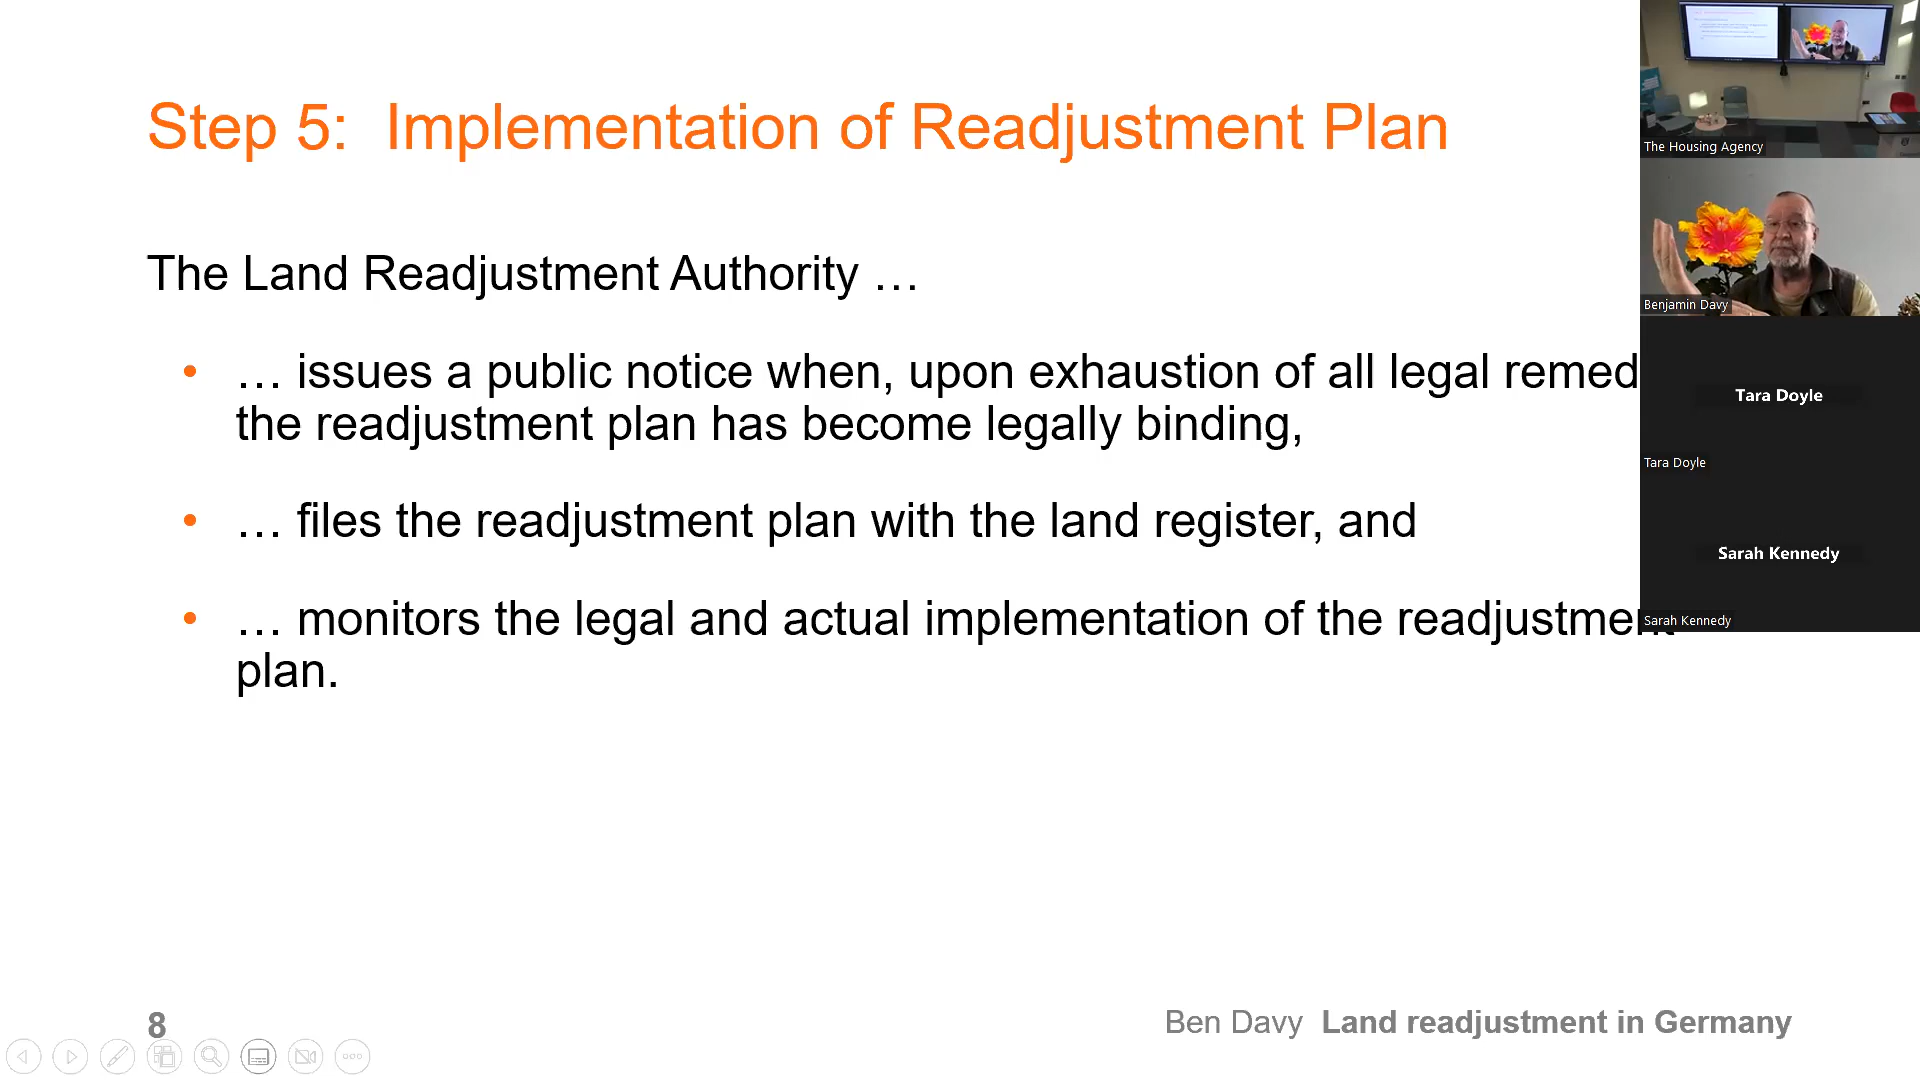 Step 5: Implementation of Readjustment Plan
The Land Readjustment Authority …
• … issues a public notice when, upon exhaustion of all legal remed
the readjustment plan has become legally binding,
• … files the readjustment plan with the land register, and
• … monitors the legal and actual implementation of the readjustment
plan.
8
Ben Davy Land readjustment in Germany
The Housing Agency
Benjamin Davy
Tara Doyle
Tara Doyle
Sarah Kennedy
Sarah Kennedy